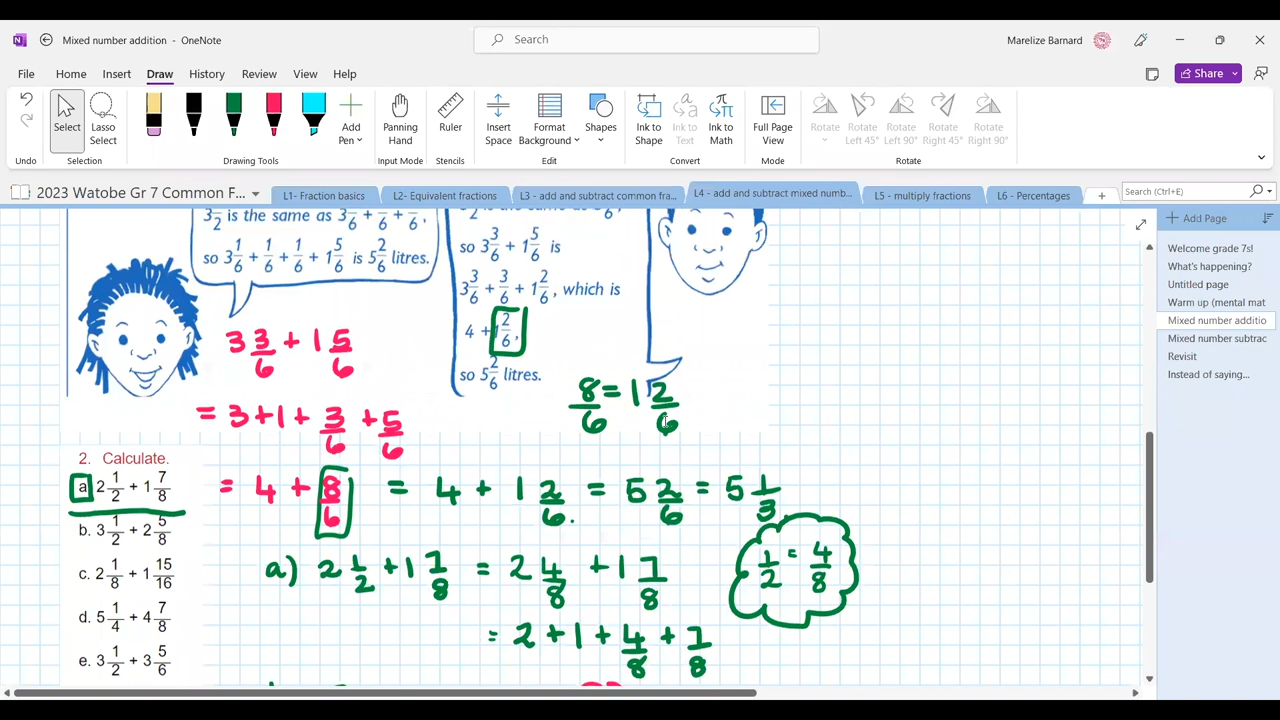 Mixed number addition - OneNote
Search
Marelize Barnard
File Home Insert Draw History Review View Help
Share
Undo
Select
Lasso Select
Add Pen
Panning Hand
Ruler
Insert Space
Format Background
Shapes
Ink to Shape
Ink to Text
Ink to Math
Full Page View
Rotate
Rotate Left 45°
Rotate Left 90°
Rotate Right 45°
Rotate Right 90°
Undo Selection Drawing Tools Input Mode Stencils Edit Convert Mode Rotate
2023 Watobe Gr 7 Common F...
L1- Fraction basics
L2- Equivalent fractions
L3 - add and subtract common fra...
L4 - add and subtract mixed numb...
L5 - multiply fractions
L6 - Percentages
Search (Ctrl+E)
Add Page
Welcome grade 7s!
What's happening?
Untitled page
Warm up (mental mat
Mixed number additio
Mixed number subtrac
Revisit
Instead of saying...
so 3 1/6 + 1/6 + 1/6 + 1 5/6 is 5 2/6 litres.
so 3 3/6 + 1 5/6 is
3 3/6 + 3/6 + 1 2/6, which is
4 + 1 2/6,
so 5 2/6 litres.
3 3/6 + 1 5/6
= 3 + 1 + 3/6 + 5/6
8/6 = 1 2/6
= 4 + 8/6 = 4 + 1 2/6 = 5 2/6 = 5 1/3
2. Calculate.
a. 2 1/2 + 1 7/8
b. 3 1/2 + 2 5/8
c. 2 1/8 + 1 15/16
d. 5 1/4 + 4 7/8
e. 3 1/2 + 3 5/6
a) 2 1/2 + 1 7/8 = 2 4/8 + 1 7/8
= 2 + 1 + 4/8 + 7/8
1/2 = 4/8